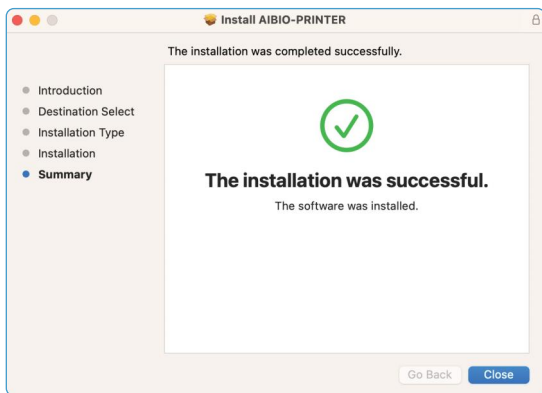 Install AIBIO-PRINTER
The installation was completed successfully.
Introduction
Destination Select
Installation Type
Installation
Summary
The installation was successful.
The software was installed.
Go Back
Close